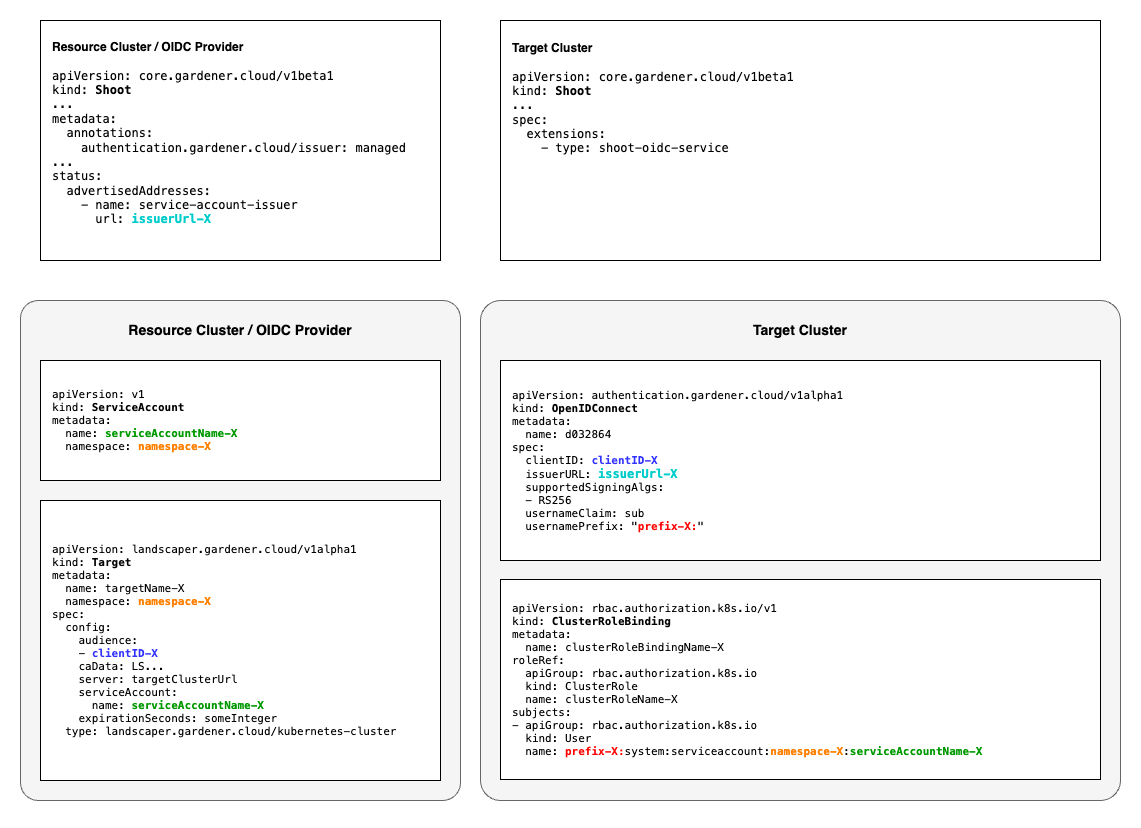 Resource Cluster / OIDC Provider
apiVersion: core.gardener.cloud/v1beta1
kind: Shoot
...
metadata:
  annotations:
    authentication.gardener.cloud/issuer: managed
...
status:
  advertisedAddresses:
    - name: service-account-issuer
      url: issuerUrl-X
Target Cluster
apiVersion: core.gardener.cloud/v1beta1
kind: Shoot
...
spec:
  extensions:
    - type: shoot-oidc-service
Resource Cluster / OIDC Provider
apiVersion: v1
kind: ServiceAccount
metadata:
  name: serviceAccountName-X
  namespace: namespace-X
apiVersion: landscaper.gardener.cloud/v1alpha1
kind: Target
metadata:
  name: targetName-X
  namespace: namespace-X
spec:
  config:
    audience:
    - clientID-X
    caData: LS...
    server: targetClusterUrl
    serviceAccount:
      name: serviceAccountName-X
    expirationSeconds: someInteger
  type: landscaper.gardener.cloud/kubernetes-cluster
Target Cluster
apiVersion: authentication.gardener.cloud/v1alpha1
kind: OpenIDConnect
metadata:
  name: d032864
spec:
  clientID: clientID-X
  issuerURL: issuerUrl-X
  supportedSigningAlgs:
  - RS256
  usernameClaim: sub
  usernamePrefix: "prefix-X:"
apiVersion: rbac.authorization.k8s.io/v1
kind: ClusterRoleBinding
metadata:
  name: clusterRoleBindingName-X
roleRef:
  apiGroup: rbac.authorization.k8s.io
  kind: ClusterRole
  name: clusterRoleName-X
subjects:
- apiGroup: rbac.authorization.k8s.io
  kind: User
  name: prefix-X:system:serviceaccount:namespace-X:serviceAccountName-X